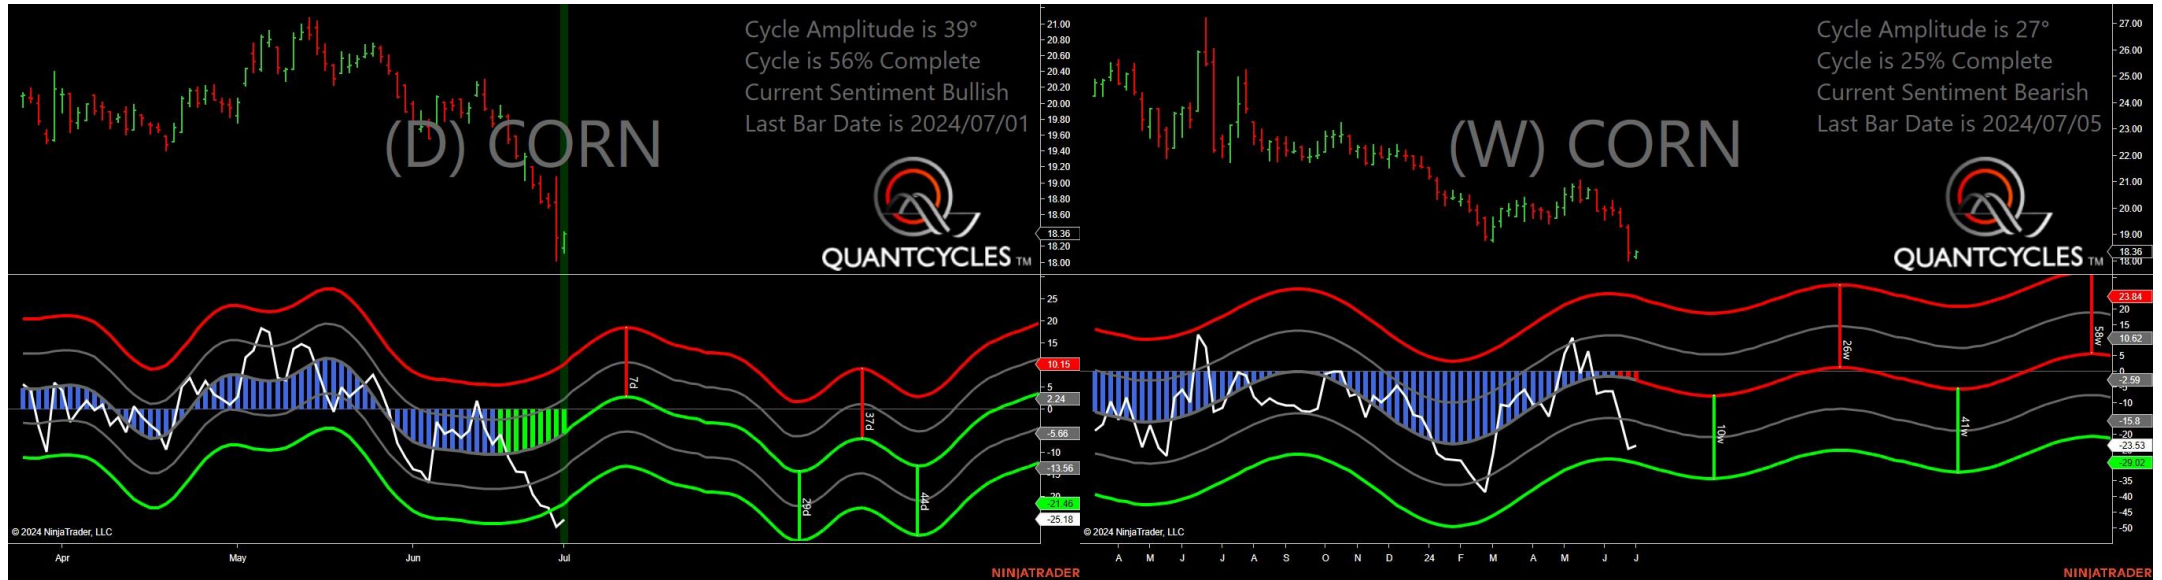 Cycle Amplitude is 39°
Cycle is 56% Complete
Current Sentiment Bullish
Last Bar Date is 2024/07/01
(D) CORN
QUANTCYCLES TM
21.00
20.80
20.60
20.40
20.20
20.00
19.80
19.60
19.40
19.20
19.00
18.80
18.60
18.36
18.20
18.00
25
20
15
10.15
5
2.24
0
-5.66
-10
-13.56
-21.46
-25.18
7d
29d
37d
44d
© 2024 NinjaTrader, LLC
Apr May Jun Jul
NINJATRADER
Cycle Amplitude is 27°
Cycle is 25% Complete
Current Sentiment Bearish
Last Bar Date is 2024/07/05
(W) CORN
QUANTCYCLES TM
27.00
26.00
25.00
24.00
23.00
22.00
21.00
20.00
19.00
18.36
18.00
23.84
20
15
10.62
5
0
-2.59
-10
-15.8
-20
-23.53
-29.02
-35
-40
-45
-50
10w
26w
41w
58w
© 2024 NinjaTrader, LLC
A M J J A S O N D 24 F M A M J J
NINJATRADER